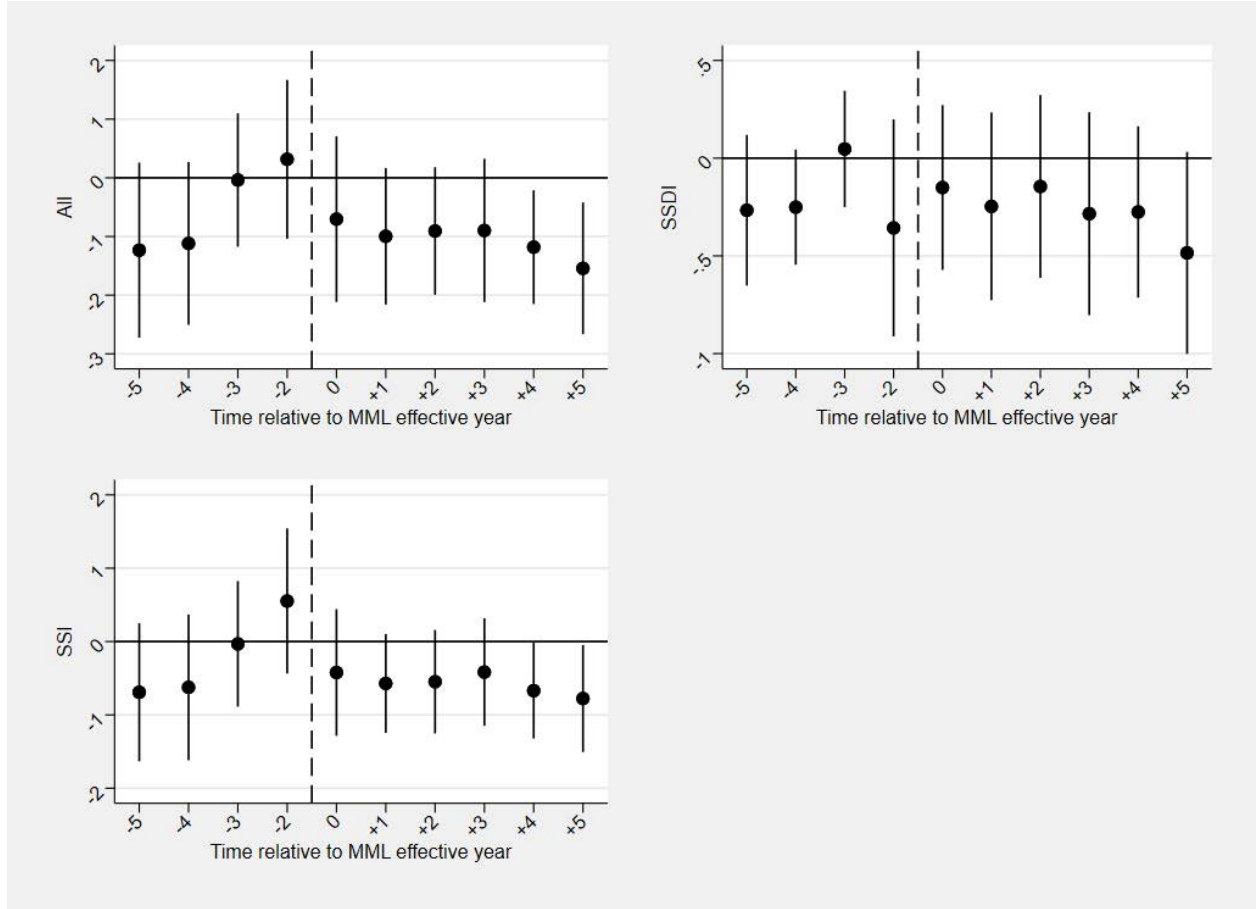 All
2
1
0
-1
-2
-3
-5 -4 -3 -2 0 +1 +2 +3 +4 +5
Time relative to MML effective year
SSDI
.5
0
-.5
-1
-5 -4 -3 -2 0 +1 +2 +3 +4 +5
Time relative to MML effective year
SSI
2
1
0
-1
-2
-5 -4 -3 -2 0 +1 +2 +3 +4 +5
Time relative to MML effective year